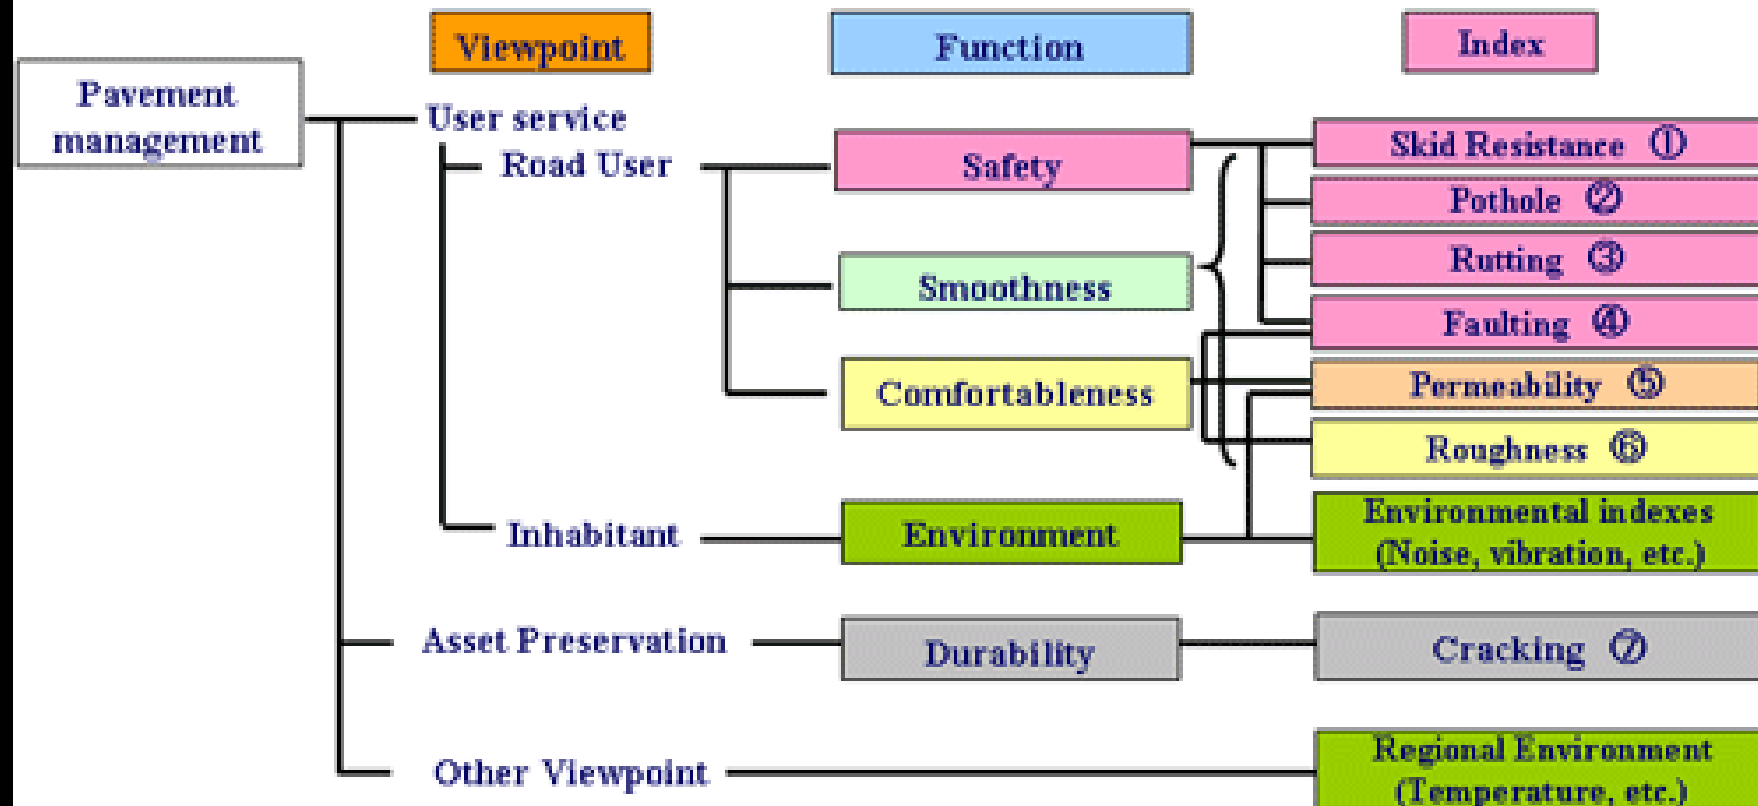 Viewpoint
Function
Index
Pavement
management
User service
Road User
Safety
Skid Resistance ①
Pothole ②
Rutting ③
Smoothness
Faulting ④
Comfortableness
Permeability ⑤
Roughness ⑥
Inhabitant
Environment
Environmental indexes
(Noise, vibration, etc.)
Asset Preservation
Durability
Cracking ⑦
Other Viewpoint
Regional Environment
(Temperature, etc.)